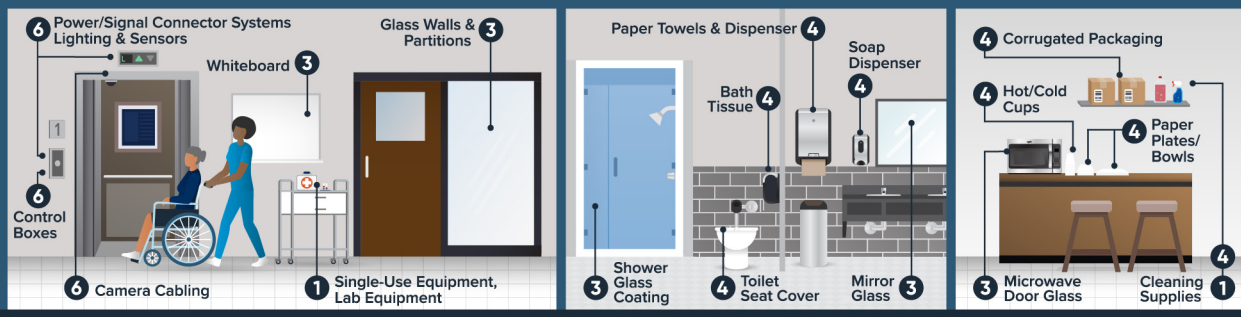 6 Power/Signal Connector Systems
Lighting & Sensors
L
Whiteboard 3
Glass Walls &
Partitions 3
1
6
Control
Boxes
6 Camera Cabling
1 Single-Use Equipment,
Lab Equipment
Paper Towels & Dispenser 4
Soap
Dispenser
4
Bath
Tissue 4
3 Shower
Glass
Coating
4 Toilet
Seat Cover
Mirror
Glass 3
4 Corrugated Packaging
4 Hot/Cold
Cups
4 Paper
Plates/
Bowls
3 Microwave
Door Glass
4
Cleaning
Supplies 1